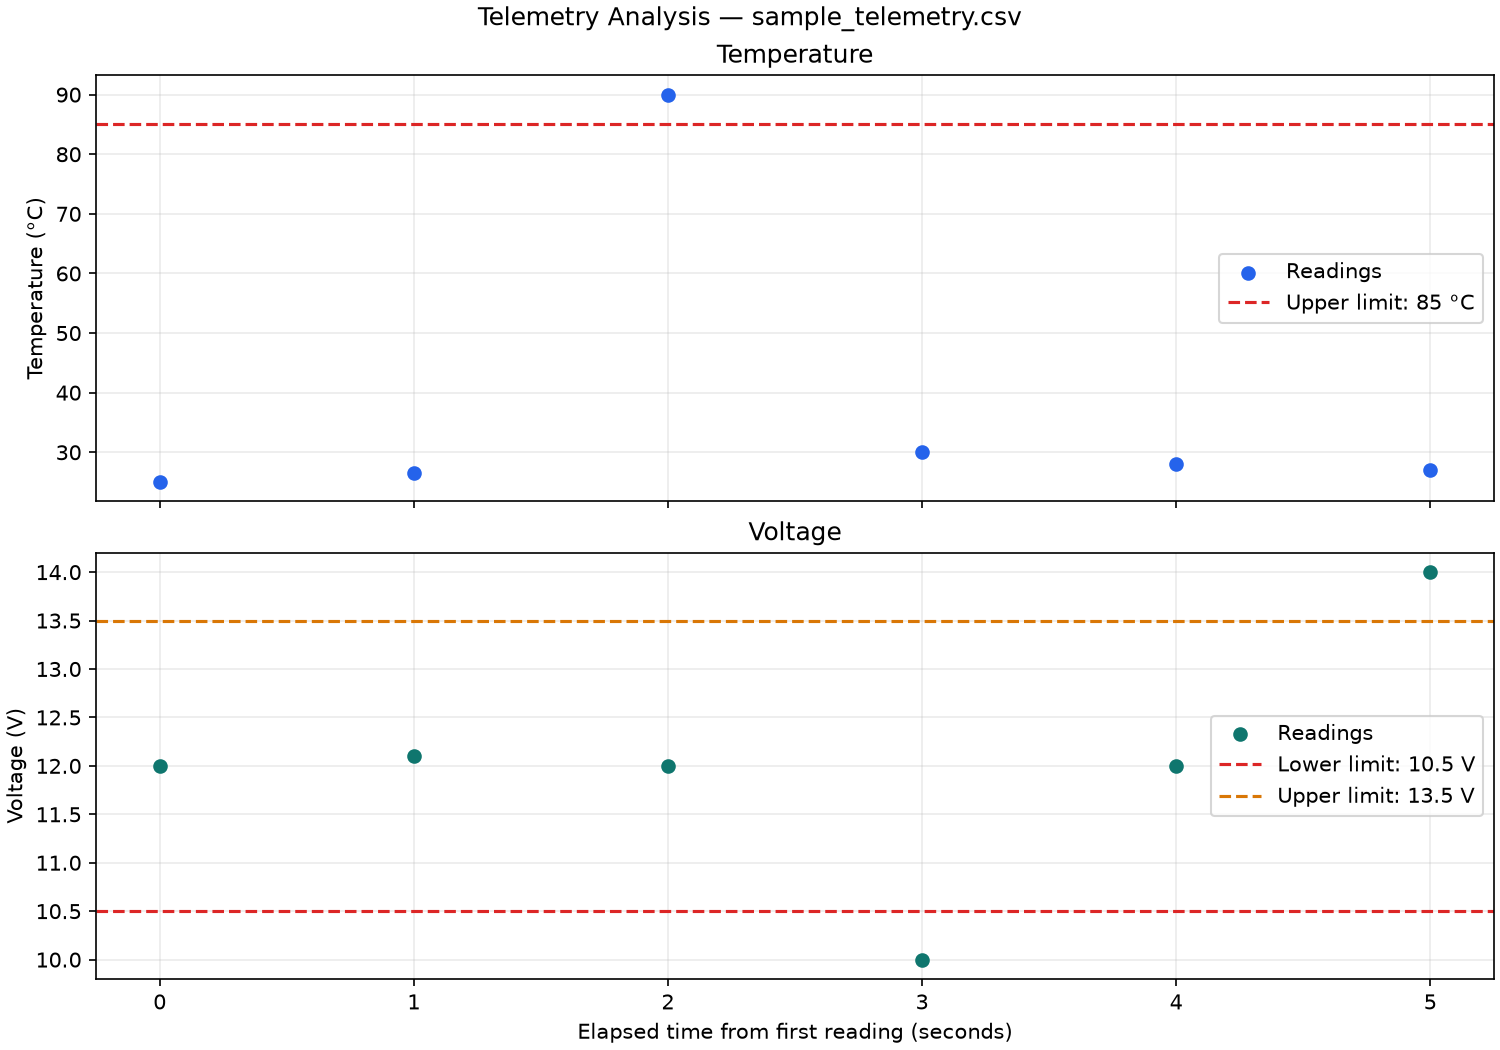 Telemetry Analysis — sample_telemetry.csv
Temperature
90
80
70
60
50
40
30
Temperature (°C)
Readings
Upper limit: 85 °C
Voltage
14.0
13.5
13.0
12.5
12.0
11.5
11.0
10.5
10.0
Voltage (V)
Readings
Lower limit: 10.5 V
Upper limit: 13.5 V
0 1 2 3 4 5
Elapsed time from first reading (seconds)